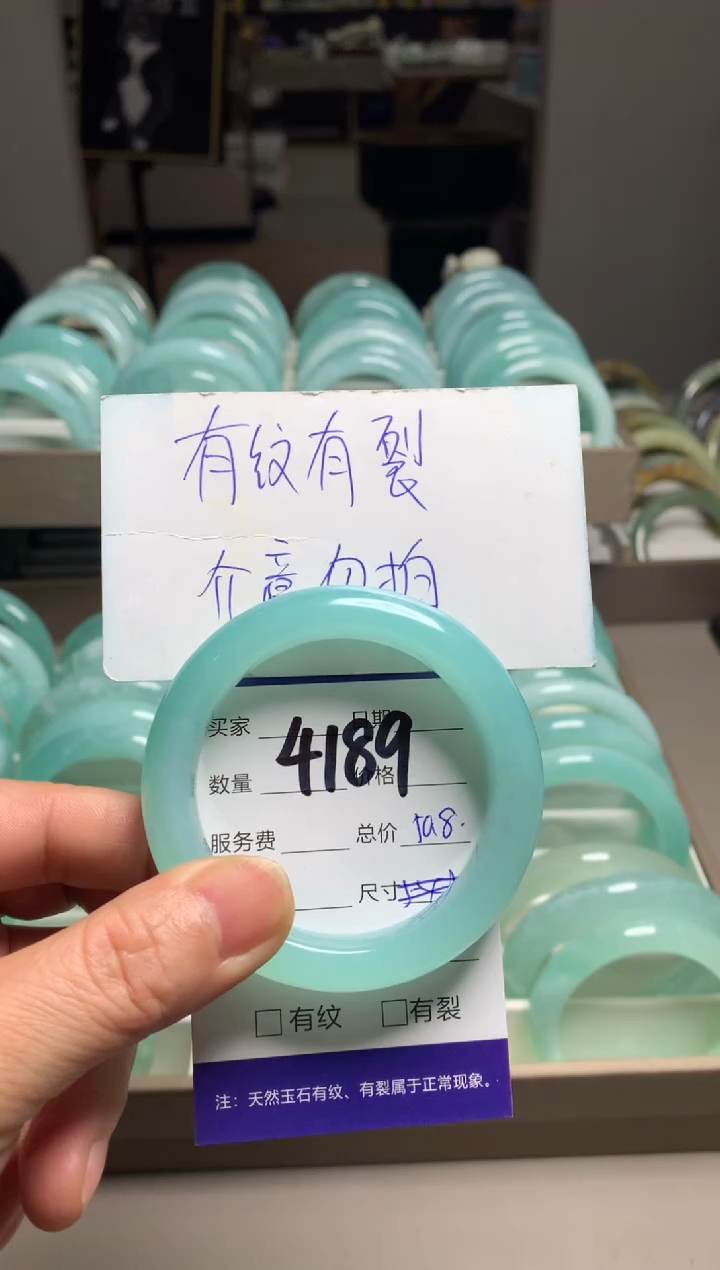 有纹有裂
介意勿拍
买家 日期
4189
数量 价格
服务费 总价
尺寸
有纹 有裂
注：天然玉石有纹、有裂属于正常现象。